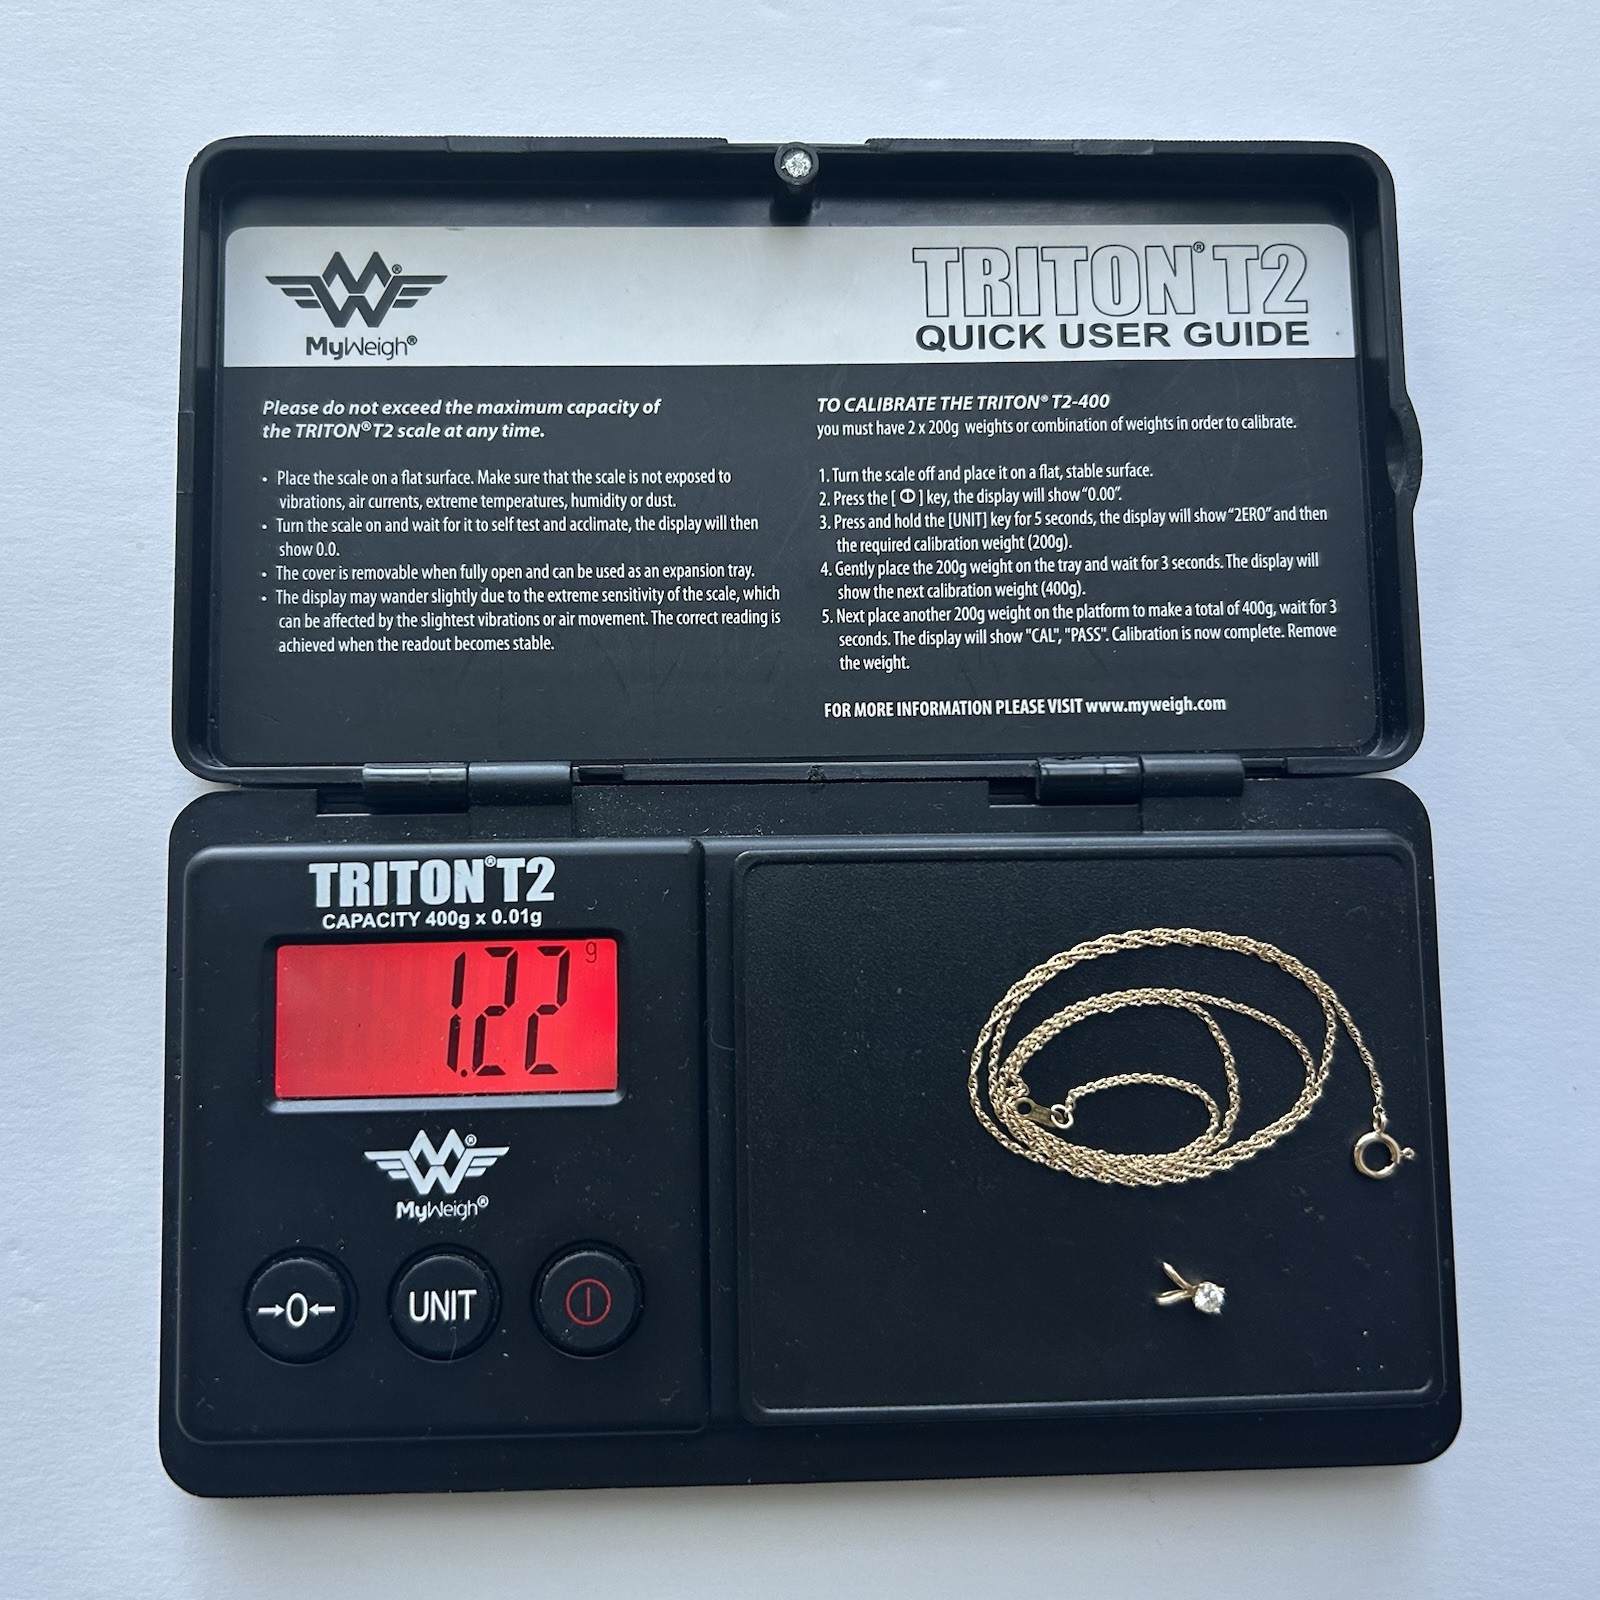 MyWeigh®
TRITON® T2
QUICK USER GUIDE
Please do not exceed the maximum capacity of
the TRITON® T2 scale at any time.
• Place the scale on a flat surface. Make sure that the scale is not exposed to
vibrations, air currents, extreme temperatures, humidity or dust.
• Turn the scale on and wait for it to self test and acclimate, the display will then
show 0.0.
• The cover is removable when fully open and can be used as an expansion tray.
• The display may wander slightly due to the extreme sensitivity of the scale, which
can be affected by the slightest vibrations or air movement. The correct reading is
achieved when the readout becomes stable.
TO CALIBRATE THE TRITON® T2-400
you must have 2 x 200g weights or combination of weights in order to calibrate.
1. Turn the scale off and place it on a flat, stable surface.
2. Press the [ ⏼ ] key, the display will show "0.00".
3. Press and hold the [UNIT] key for 5 seconds, the display will show "2ERO" and then
the required calibration weight (200g).
4. Gently place the 200g weight on the tray and wait for 3 seconds. The display will
show the next calibration weight (400g).
5. Next place another 200g weight on the platform to make a total of 400g, wait for 3
seconds. The display will show "CAL", "PASS". Calibration is now complete. Remove
the weight.
FOR MORE INFORMATION PLEASE VISIT www.myweigh.com
TRITON® T2
CAPACITY 400g x 0.01g
1.22 g
MyWeigh®
→0← UNIT